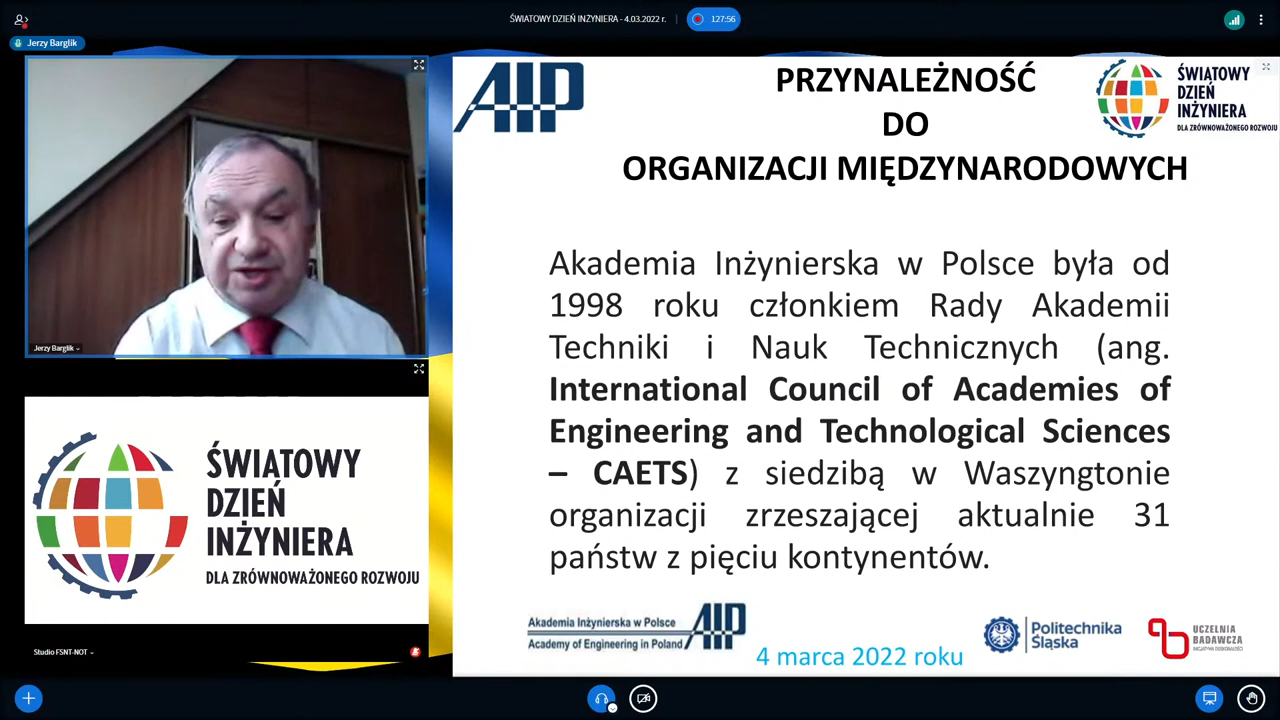 ŚWIATOWY DZIEŃ INŻYNIERA - 4.03.2022 r.
127:56
Jerzy Barglik
Jerzy Barglik
ŚWIATOWY
DZIEŃ
INŻYNIERA
DLA ZRÓWNOWAŻONEGO ROZWOJU
Studio FSNT-NOT
AIP
PRZYNALEŻNOŚĆ
DO
ORGANIZACJI MIĘDZYNARODOWYCH
ŚWIATOWY
DZIEŃ
INŻYNIERA
DLA ZRÓWNOWAŻONEGO ROZWOJU
Akademia Inżynierska w Polsce była od
1998 roku członkiem Rady Akademii
Techniki i Nauk Technicznych (ang.
International Council of Academies of
Engineering and Technological Sciences
– CAETS) z siedzibą w Waszyngtonie
organizacji zrzeszającej aktualnie 31
państw z pięciu kontynentów.
Akademia Inżynierska w Polsce
Academy of Engineering in Poland
AIP
4 marca 2022 roku
Politechnika
Śląska
UCZELNIA
BADAWCZA
INICJATYWA DOSKONAŁOŚCI